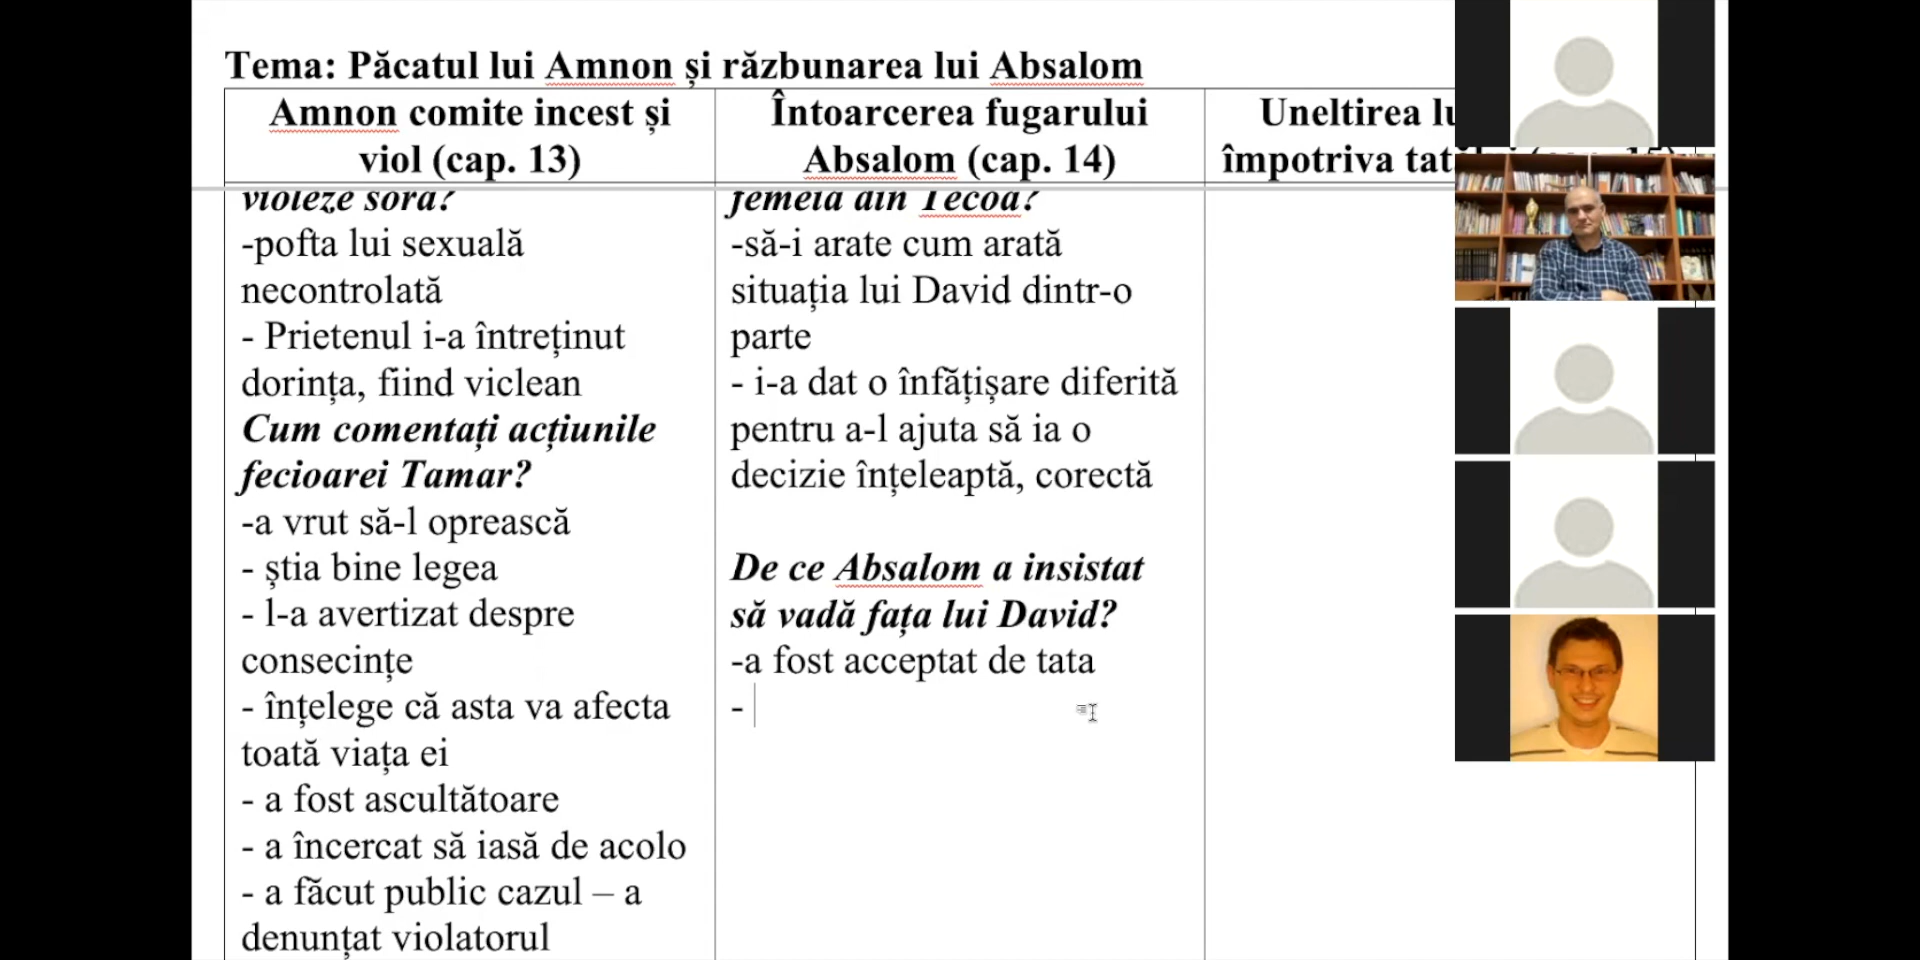 Tema: Păcatul lui Amnon și răzbunarea lui Absalom
Amnon comite incest și
viol (cap. 13)
violeze sora?
-pofta lui sexuală
necontrolată
- Prietenul i-a întreținut
dorința, fiind viclean
Cum comentați acțiunile
fecioarei Tamar?
-a vrut să-l oprească
- știa bine legea
- l-a avertizat despre
consecințe
- înțelege că asta va afecta
toată viața ei
- a fost ascultătoare
- a încercat să iasă de acolo
- a făcut public cazul – a
denunțat violatorul
Întoarcerea fugarului
Absalom (cap. 14)
femeia din Tecoa?
-să-i arate cum arată
situația lui David dintr-o
parte
- i-a dat o înfățișare diferită
pentru a-l ajuta să ia o
decizie înțeleaptă, corectă
De ce Absalom a insistat
să vadă fața lui David?
-a fost acceptat de tata
-
Uneltirea
împotriva